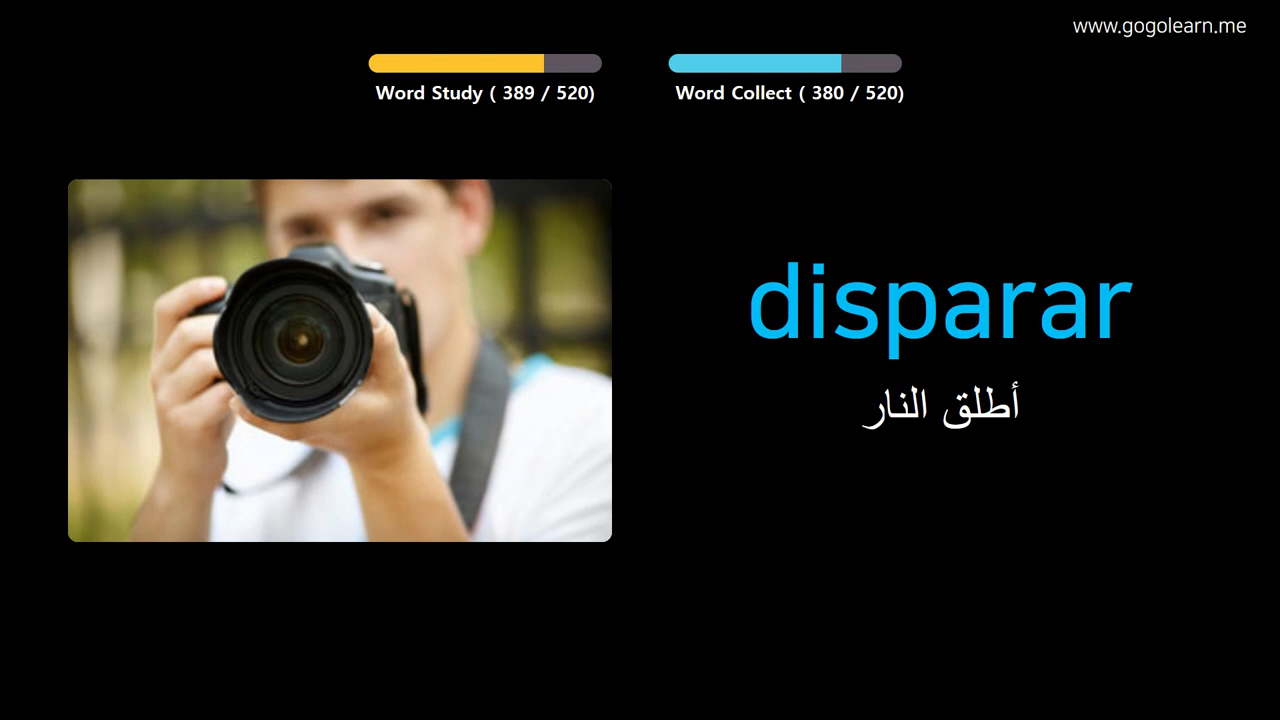 www.gogolearn.me
Word Study ( 389 / 520)
Word Collect ( 380 / 520)
disparar
أطلق النار